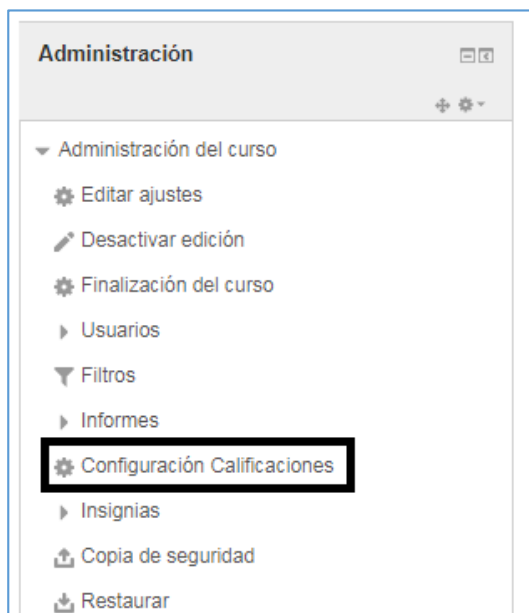 Administración
Administración del curso
Editar ajustes
Desactivar edición
Finalización del curso
Usuarios
Filtros
Informes
Configuración Calificaciones
Insignias
Copia de seguridad
Restaurar